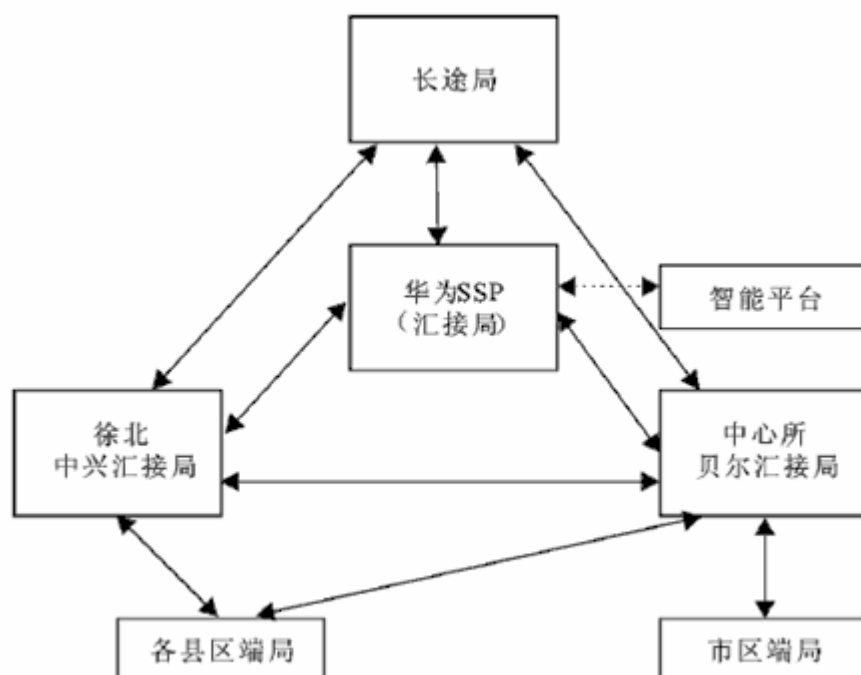 长途局
华为SSP
（汇接局）
智能平台
徐北
中兴汇接局
中心所
贝尔汇接局
各县区端局
市区端局